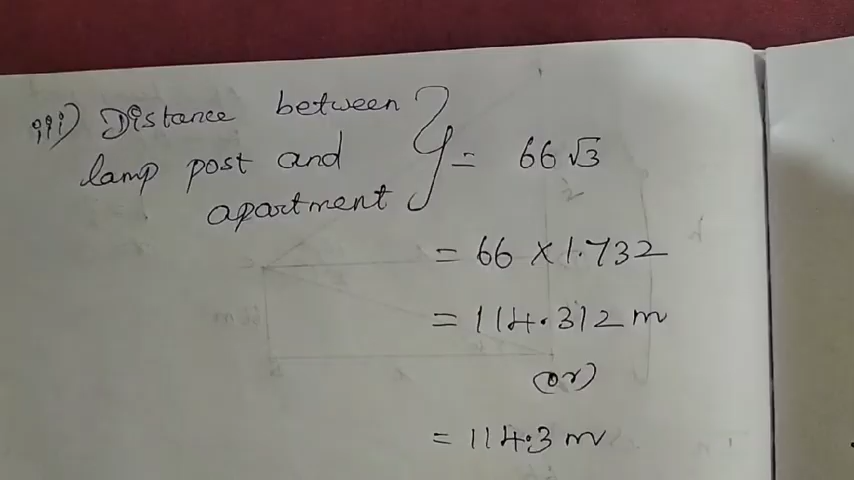 iii) Distance between
lamp post and } = 66 √3
apartment
= 66 × 1.732
= 114.312 m
(or)
= 114.3 m